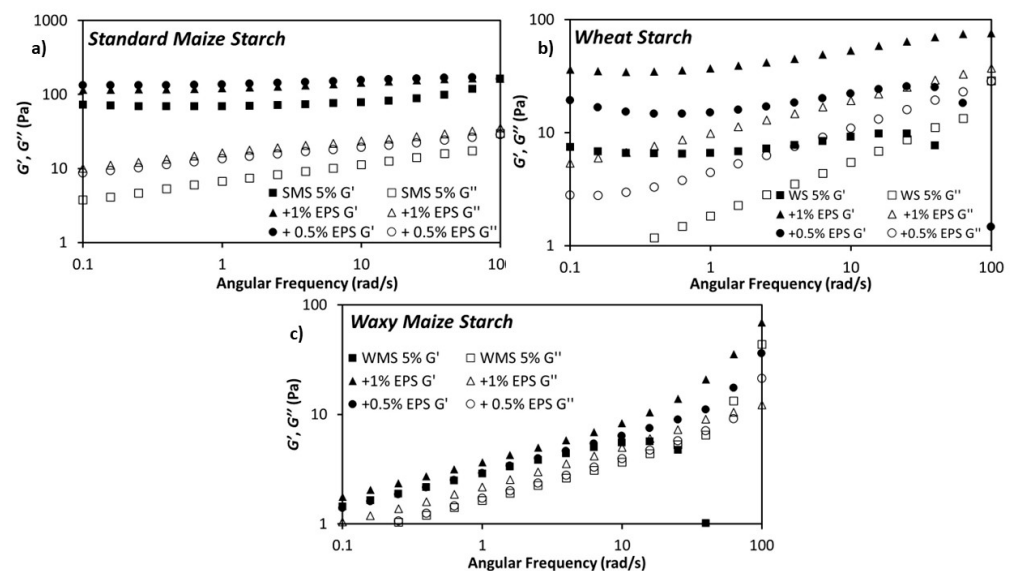 a)
Standard Maize Starch
G', G'' (Pa)
1000
100
10
1
0.1 1 10 100
Angular Frequency (rad/s)
SMS 5% G' SMS 5% G''
+1% EPS G' +1% EPS G''
+ 0.5% EPS G' + 0.5% EPS G''
b)
Wheat Starch
G', G'' (Pa)
100
10
1
0.1 1 10 100
Angular Frequency (rad/s)
WS 5% G' WS 5% G''
+1% EPS G' +1% EPS G''
+0.5% EPS G' +0.5% EPS G''
c)
Waxy Maize Starch
G', G'' (Pa)
100
10
1
0.1 1 10 100
Angular Frequency (rad/s)
WMS 5% G' WMS 5% G''
+1% EPS G' +1% EPS G''
+0.5% EPS G' + 0.5% EPS G''